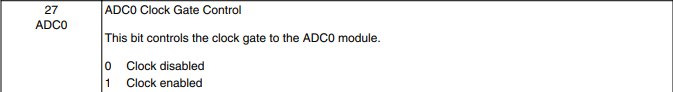 27
ADC0
ADC0 Clock Gate Control
This bit controls the clock gate to the ADC0 module.
0 Clock disabled
1 Clock enabled